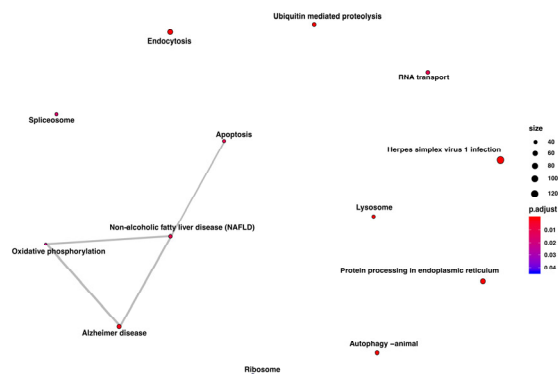 Ubiquitin mediated proteolysis
Endocytosis
RNA transport
Spliceosome
Apoptosis
Herpes simplex virus 1 infection
Lysosome
Non-alcoholic fatty liver disease (NAFLD)
Oxidative phosphorylation
Protein processing in endoplasmic reticulum
Alzheimer disease
Autophagy −animal
Ribosome
size
40
60
80
100
120
p.adjust
0.01
0.02
0.03
0.04